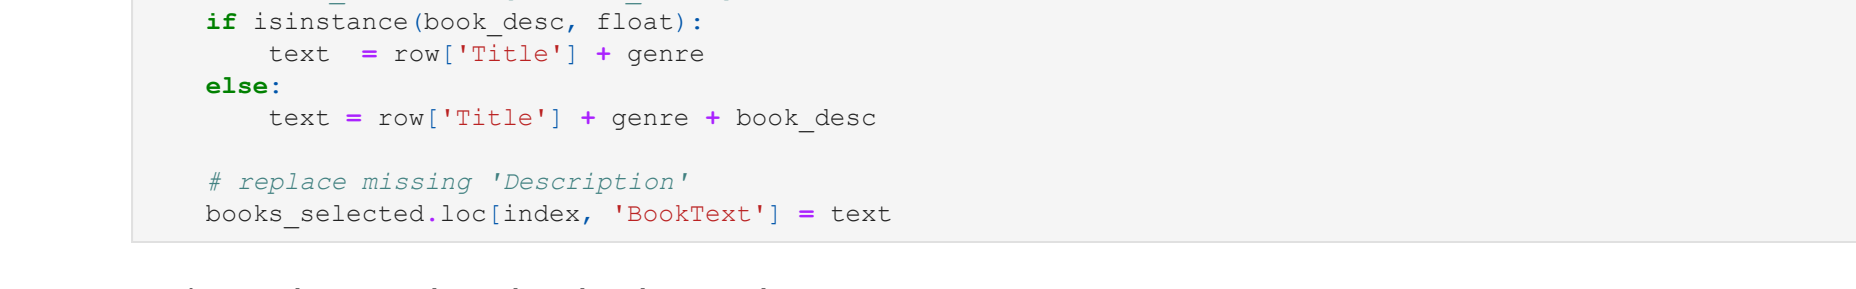 if isinstance(book_desc, float):
        text  = row['Title'] + genre
    else:
        text = row['Title'] + genre + book_desc

    # replace missing 'Description'
    books_selected.loc[index, 'BookText'] = text